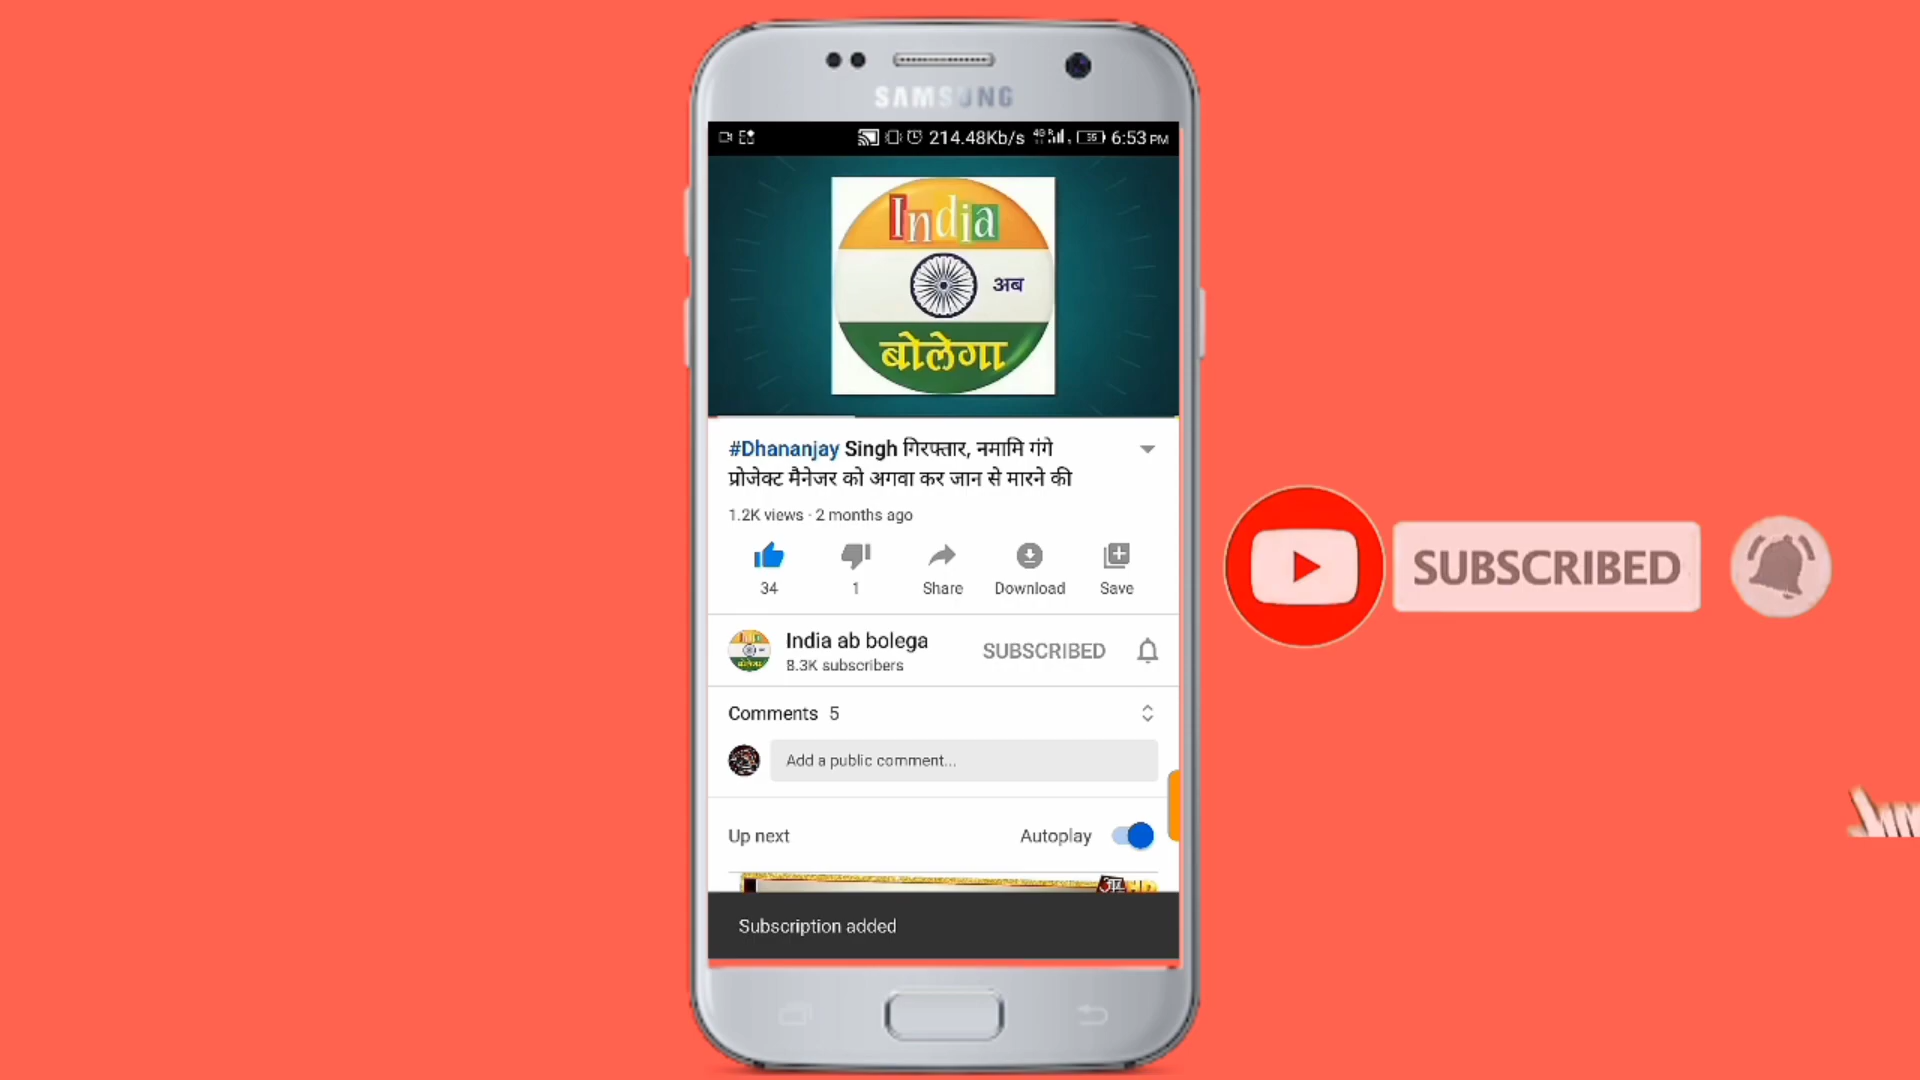 SAMSUNG
214.48Kb/s 4G R 35 6:53 PM
India
अब
बोलेगा
#Dhananjay Singh गिरफ्तार, नमामि गंगे
प्रोजेक्ट मैनेजर को अगवा कर जान से मारने की
1.2K views · 2 months ago
34
1
Share
Download
Save
India ab bolega
8.3K subscribers
SUBSCRIBED
Comments 5
Add a public comment...
Up next
Autoplay
Subscription added
SUBSCRIBED